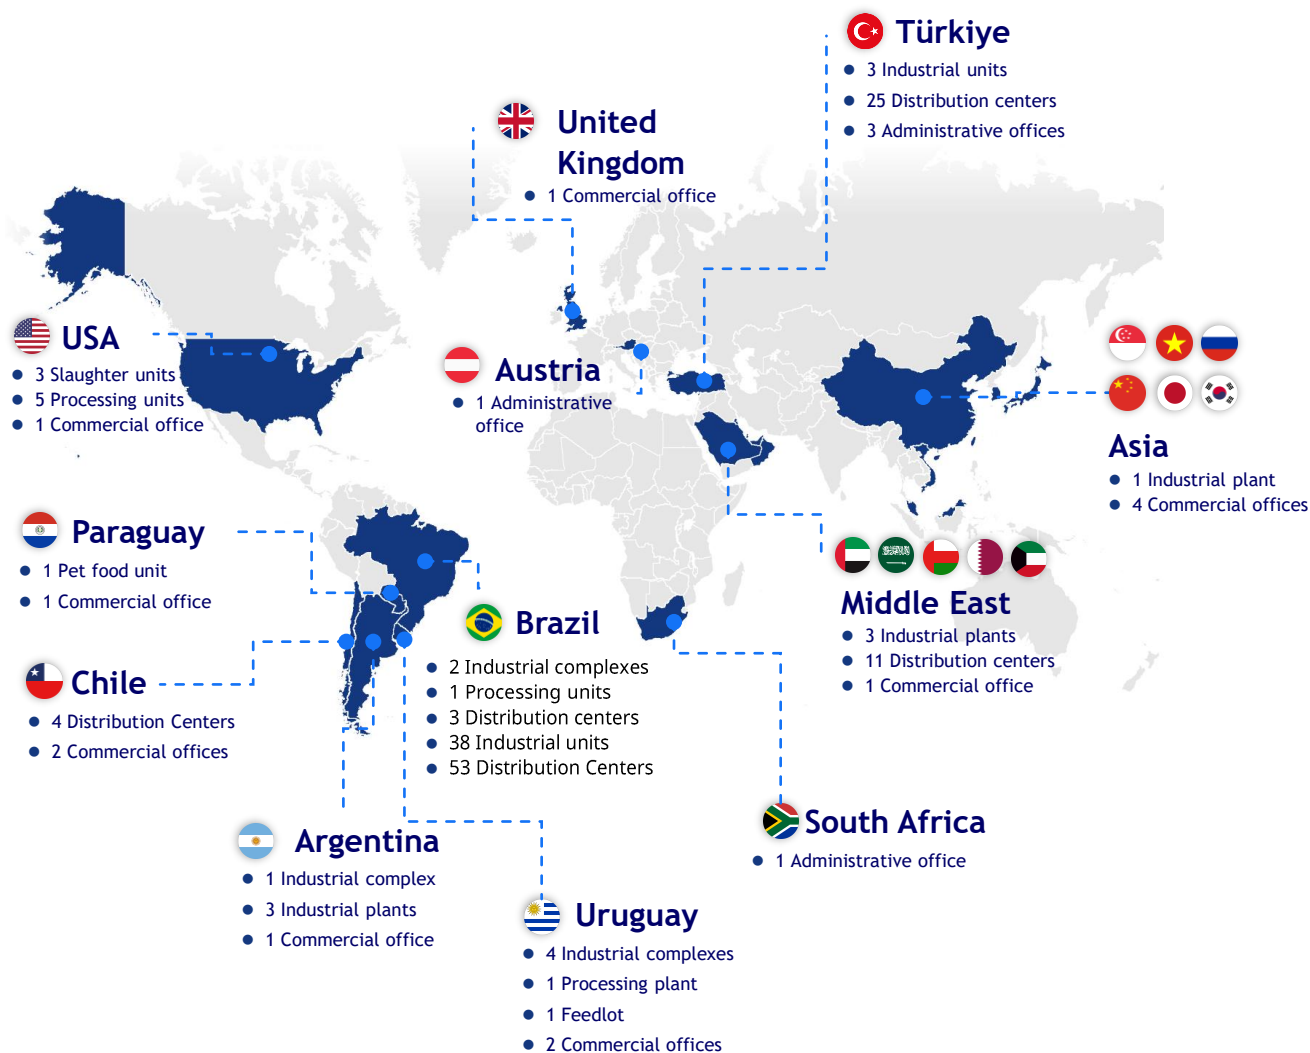 Türkiye
3 Industrial units
25 Distribution centers
3 Administrative offices
United
Kingdom
1 Commercial office
USA
3 Slaughter units
5 Processing units
1 Commercial office
Austria
1 Administrative
office
Asia
1 Industrial plant
4 Commercial offices
Paraguay
1 Pet food unit
1 Commercial office
Middle East
3 Industrial plants
11 Distribution centers
1 Commercial office
Brazil
2 Industrial complexes
1 Processing units
3 Distribution centers
38 Industrial units
53 Distribution Centers
Chile
4 Distribution Centers
2 Commercial offices
Argentina
1 Industrial complex
3 Industrial plants
1 Commercial office
South Africa
1 Administrative office
Uruguay
4 Industrial complexes
1 Processing plant
1 Feedlot
2 Commercial offices